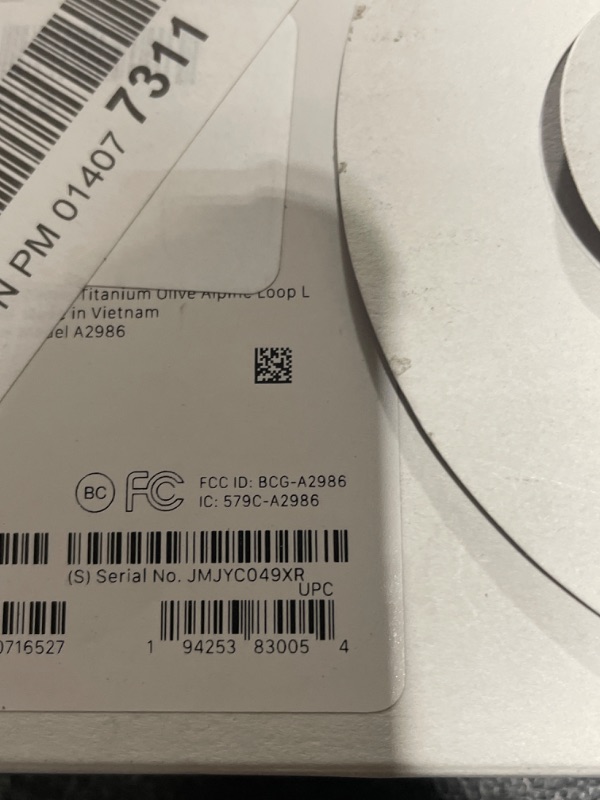 N PM 01407 7311
Titanium Olive Alpine Loop L
in Vietnam
A2986
BC FC FCC ID: BCG-A2986
IC: 579C-A2986
(S) Serial No. JMJYC049XR
UPC
0716527
1 94253 83005 4